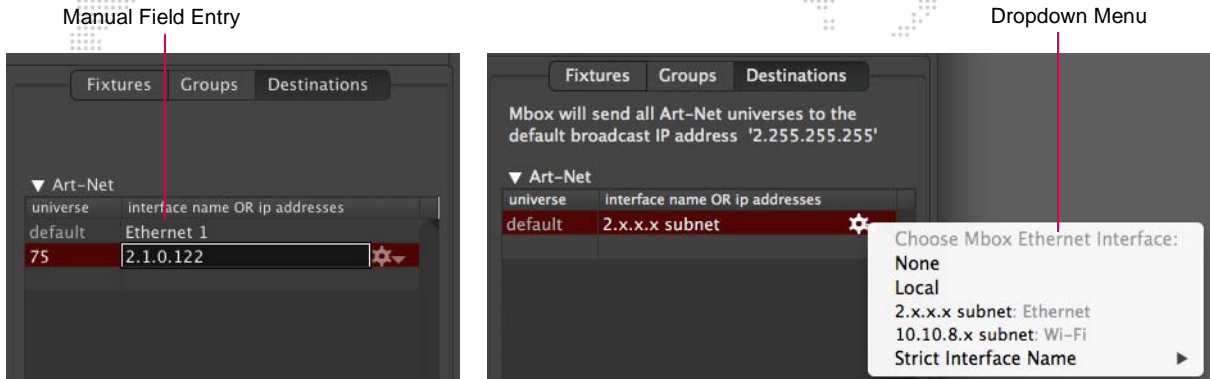 Manual Field Entry
Fixtures Groups Destinations
▼ Art-Net
universe interface name OR ip addresses
default Ethernet 1
75 2.1.0.122
Dropdown Menu
Fixtures Groups Destinations
Mbox will send all Art-Net universes to the
default broadcast IP address '2.255.255.255'
▼ Art-Net
universe interface name OR ip addresses
default 2.x.x.x subnet
Choose Mbox Ethernet Interface:
None
Local
2.x.x.x subnet: Ethernet
10.10.8.x subnet: Wi-Fi
Strict Interface Name ▶